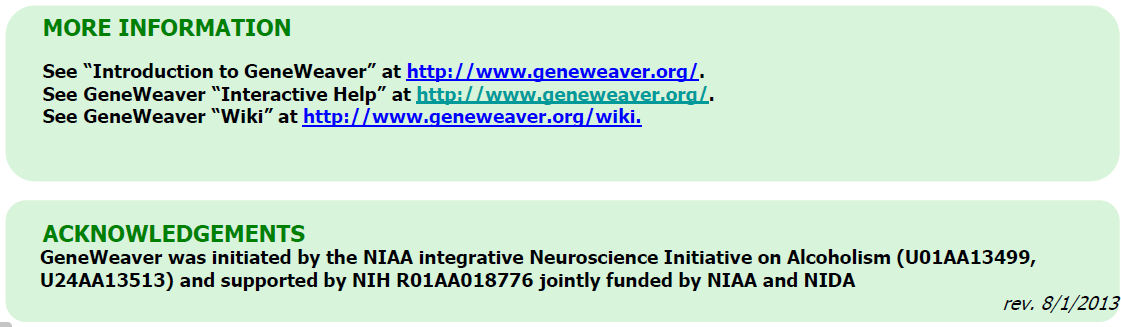 MORE INFORMATION
See “Introduction to GeneWeaver” at http://www.geneweaver.org/.
See GeneWeaver “Interactive Help” at http://www.geneweaver.org/.
See GeneWeaver “Wiki” at http://www.geneweaver.org/wiki.
ACKNOWLEDGEMENTS
GeneWeaver was initiated by the NIAA integrative Neuroscience Initiative on Alcoholism (U01AA13499,
U24AA13513) and supported by NIH R01AA018776 jointly funded by NIAA and NIDA
rev. 8/1/2013